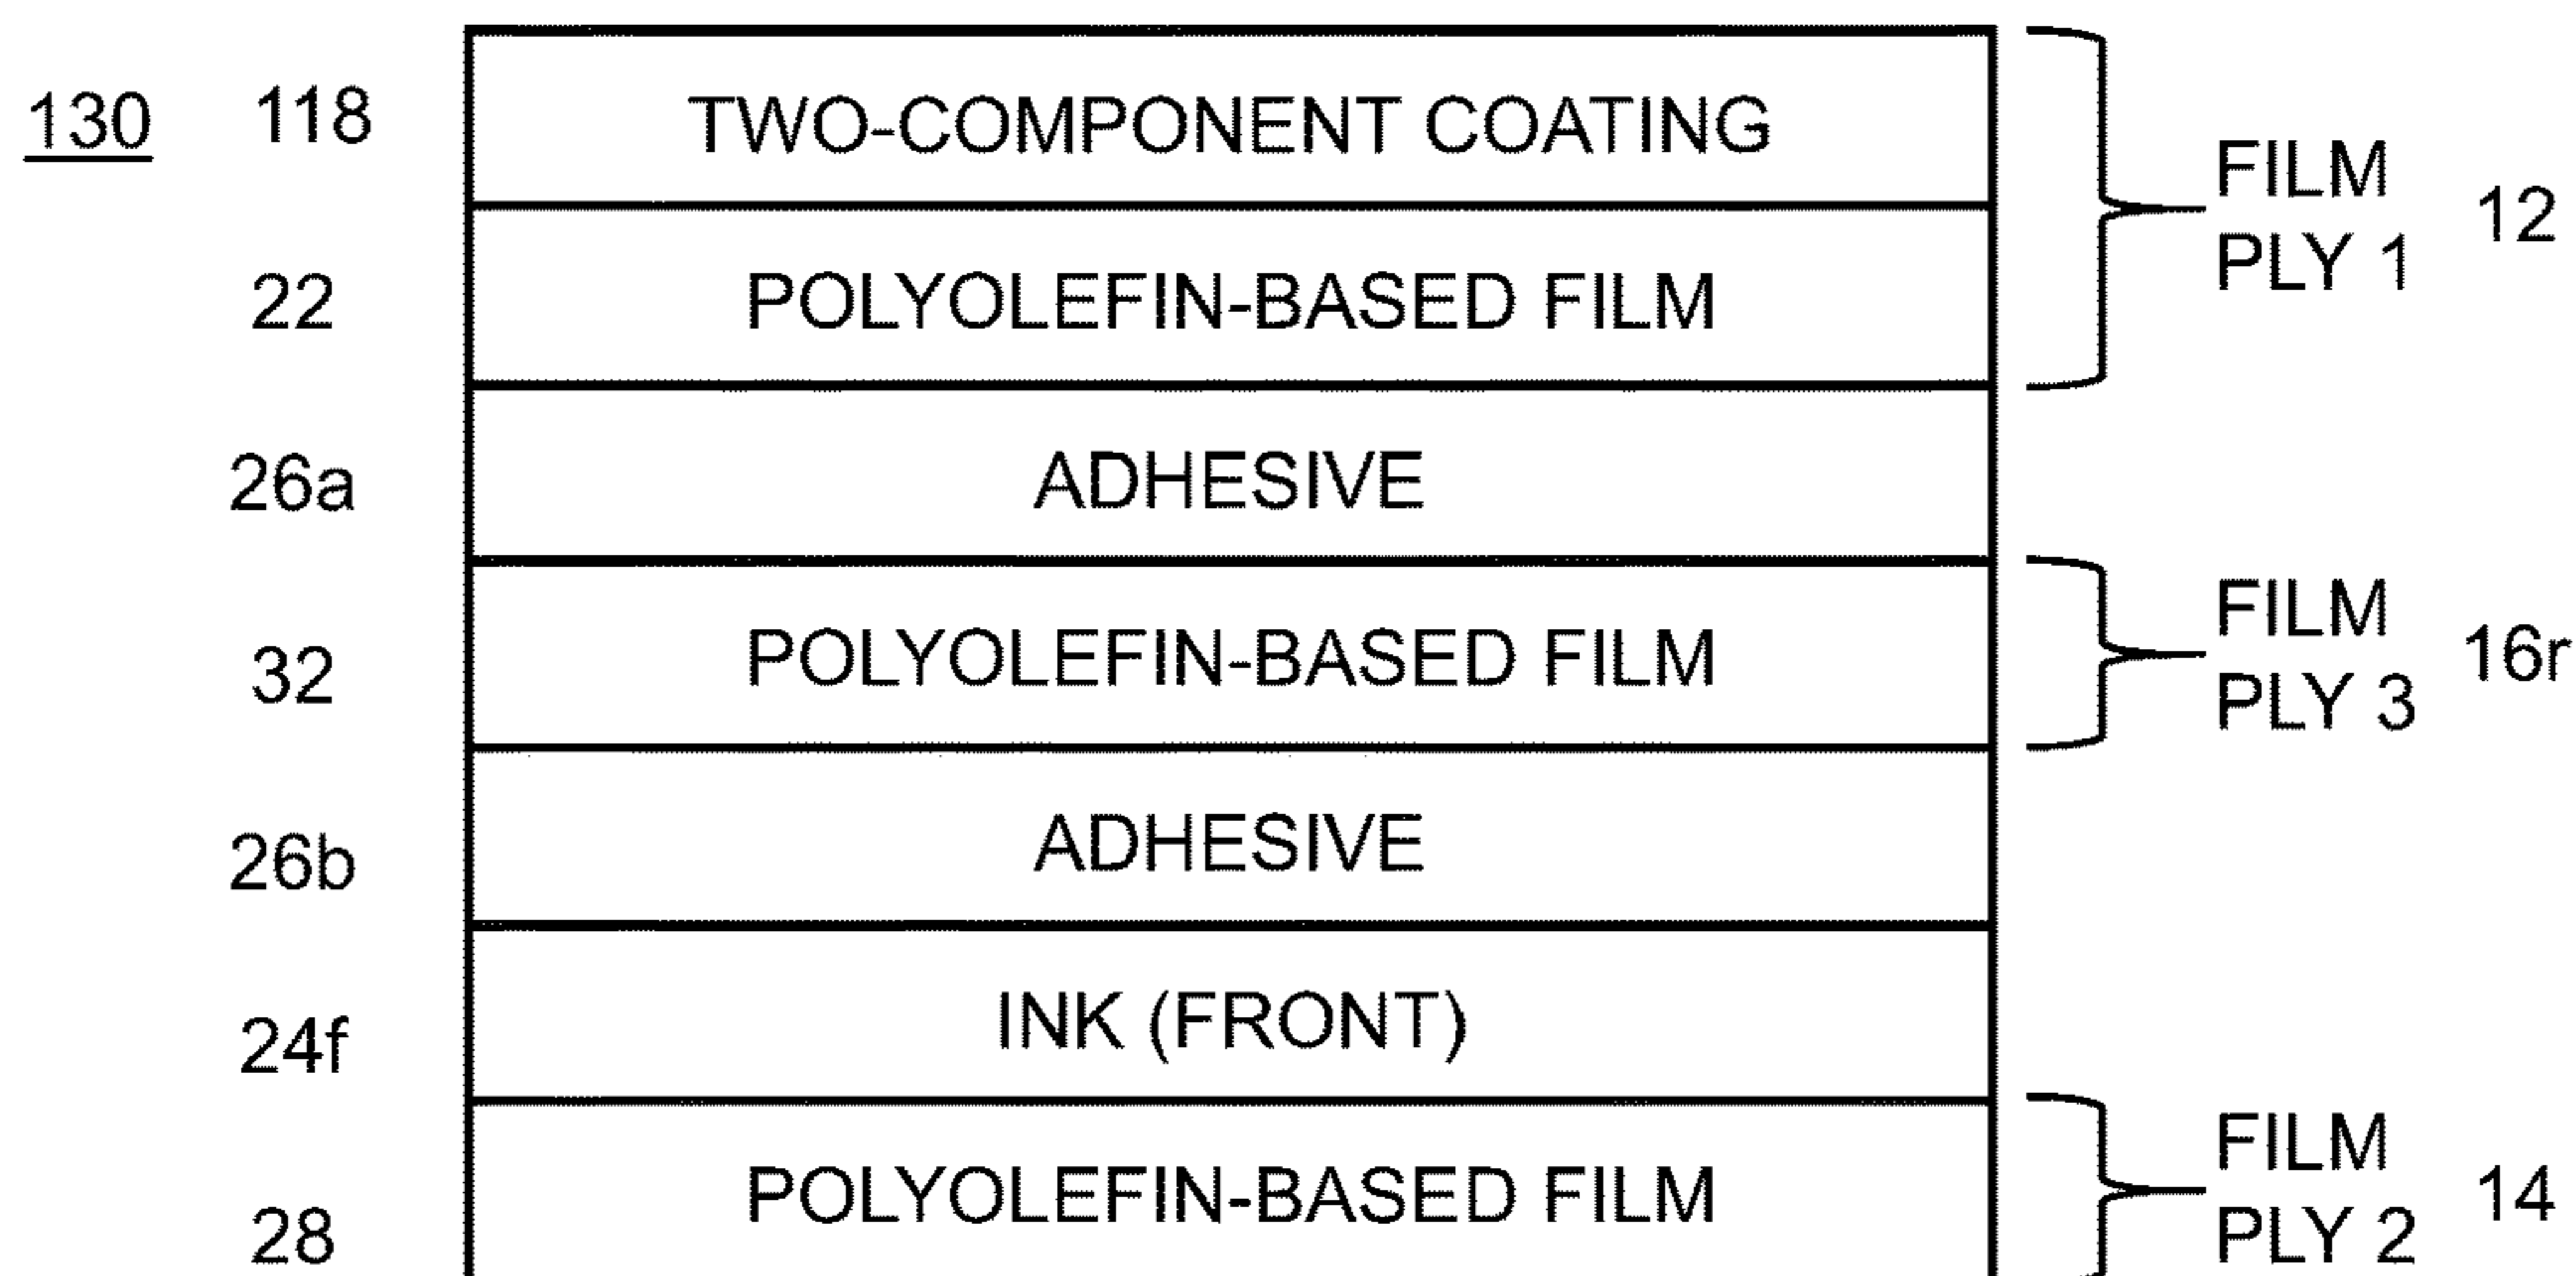 130 118 TWO-COMPONENT COATING
FILM
PLY 1 12
22 POLYOLEFIN-BASED FILM
26a ADHESIVE
FILM
PLY 3 16r
32 POLYOLEFIN-BASED FILM
26b ADHESIVE
24f INK (FRONT)
FILM
PLY 2 14
28 POLYOLEFIN-BASED FILM